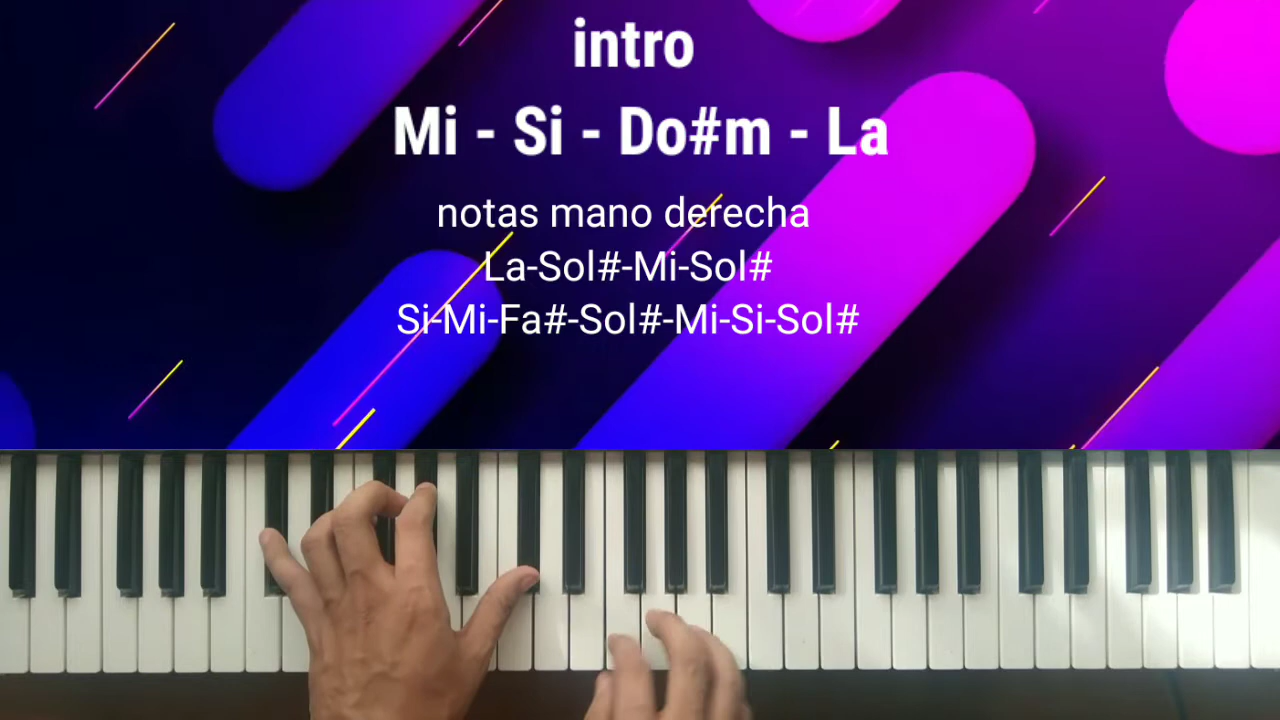 intro
Mi - Si - Do#m - La
notas mano derecha
La-Sol#-Mi-Sol#
Si-Mi-Fa#-Sol#-Mi-Si-Sol#